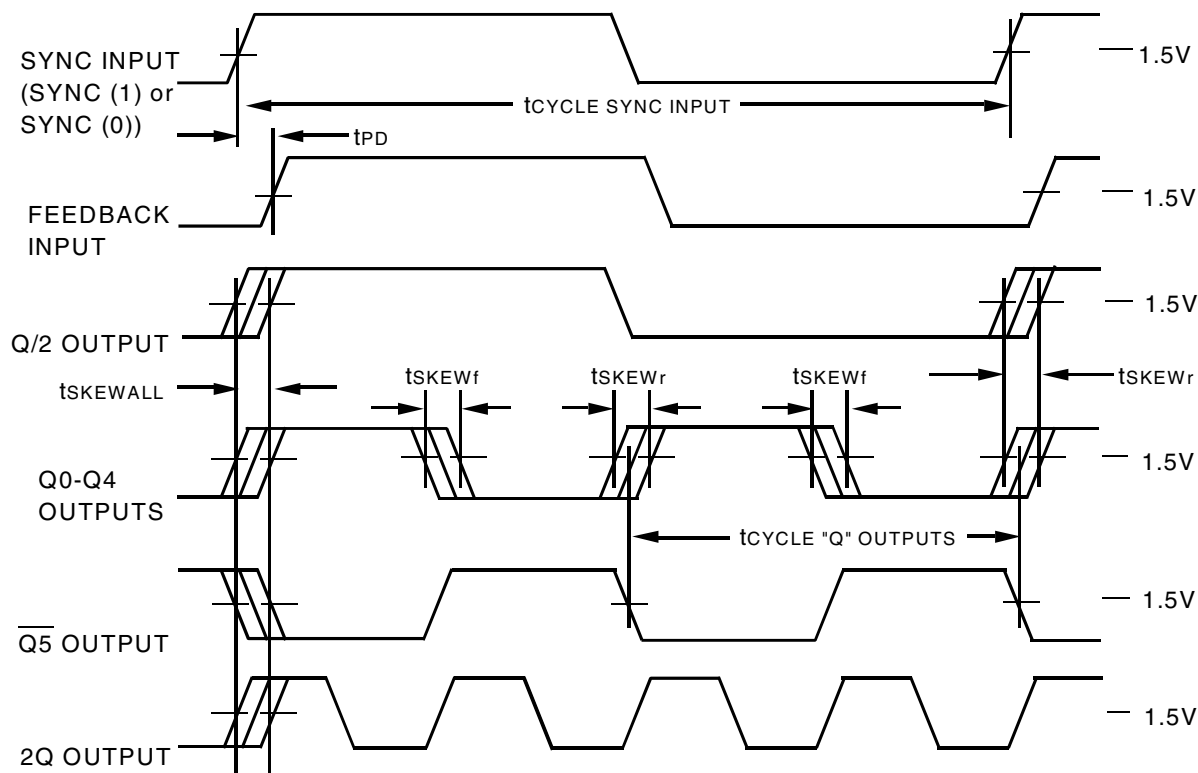 SYNC INPUT
(SYNC (1) or
SYNC (0))
1.5V
tCYCLE SYNC INPUT
tPD
FEEDBACK
INPUT
1.5V
Q/2 OUTPUT
1.5V
tSKEWALL
tSKEWf
tSKEWr
tSKEWf
tSKEWr
Q0-Q4
OUTPUTS
1.5V
tCYCLE "Q" OUTPUTS
Q5 OUTPUT
1.5V
2Q OUTPUT
1.5V